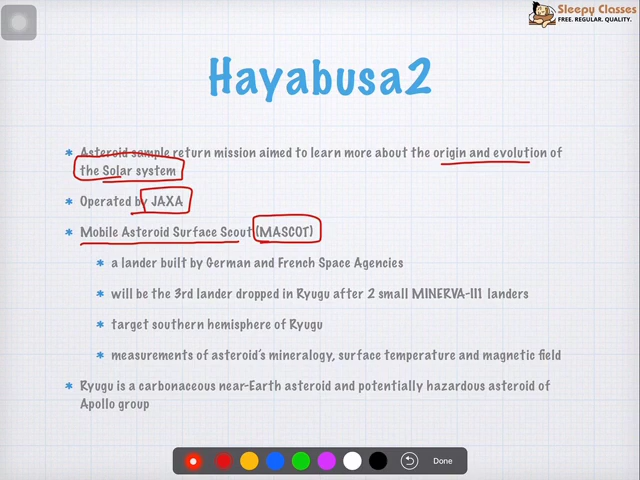 Sleepy Classes
FREE. REGULAR. QUALITY.
Hayabusa2
* Asteroid sample return mission aimed to learn more about the origin and evolution of
the Solar system
* Operated by JAXA
* Mobile Asteroid Surface Scout (MASCOT)
* a lander built by German and French Space Agencies
* will be the 3rd lander dropped in Ryugu after 2 small MINERVA-II1 landers
* target southern hemisphere of Ryugu
* measurements of asteroid's mineralogy, surface temperature and magnetic field
* Ryugu is a carbonaceous near-Earth asteroid and potentially hazardous asteroid of
Apollo group
Done